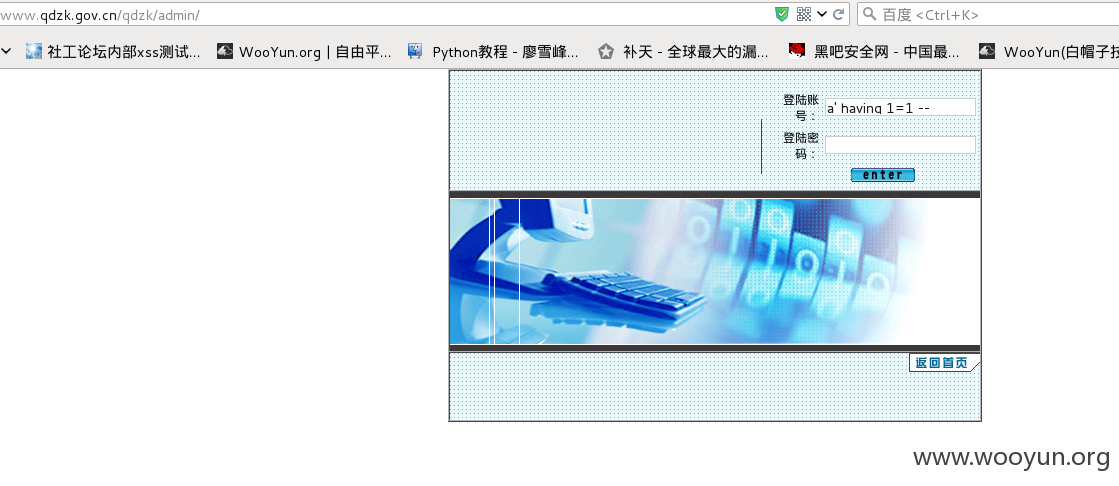 www.qdzk.gov.cn/qdzk/admin/
百度 <Ctrl+K>
社工论坛内部xss测试... WooYun.org | 自由平... Python教程 - 廖雪峰... 补天 - 全球最大的漏... 黑吧安全网 - 中国最... WooYun(白帽子技
登陆账
号：
a' having 1=1 --
登陆密
码：
enter
返回首页
www.wooyun.org